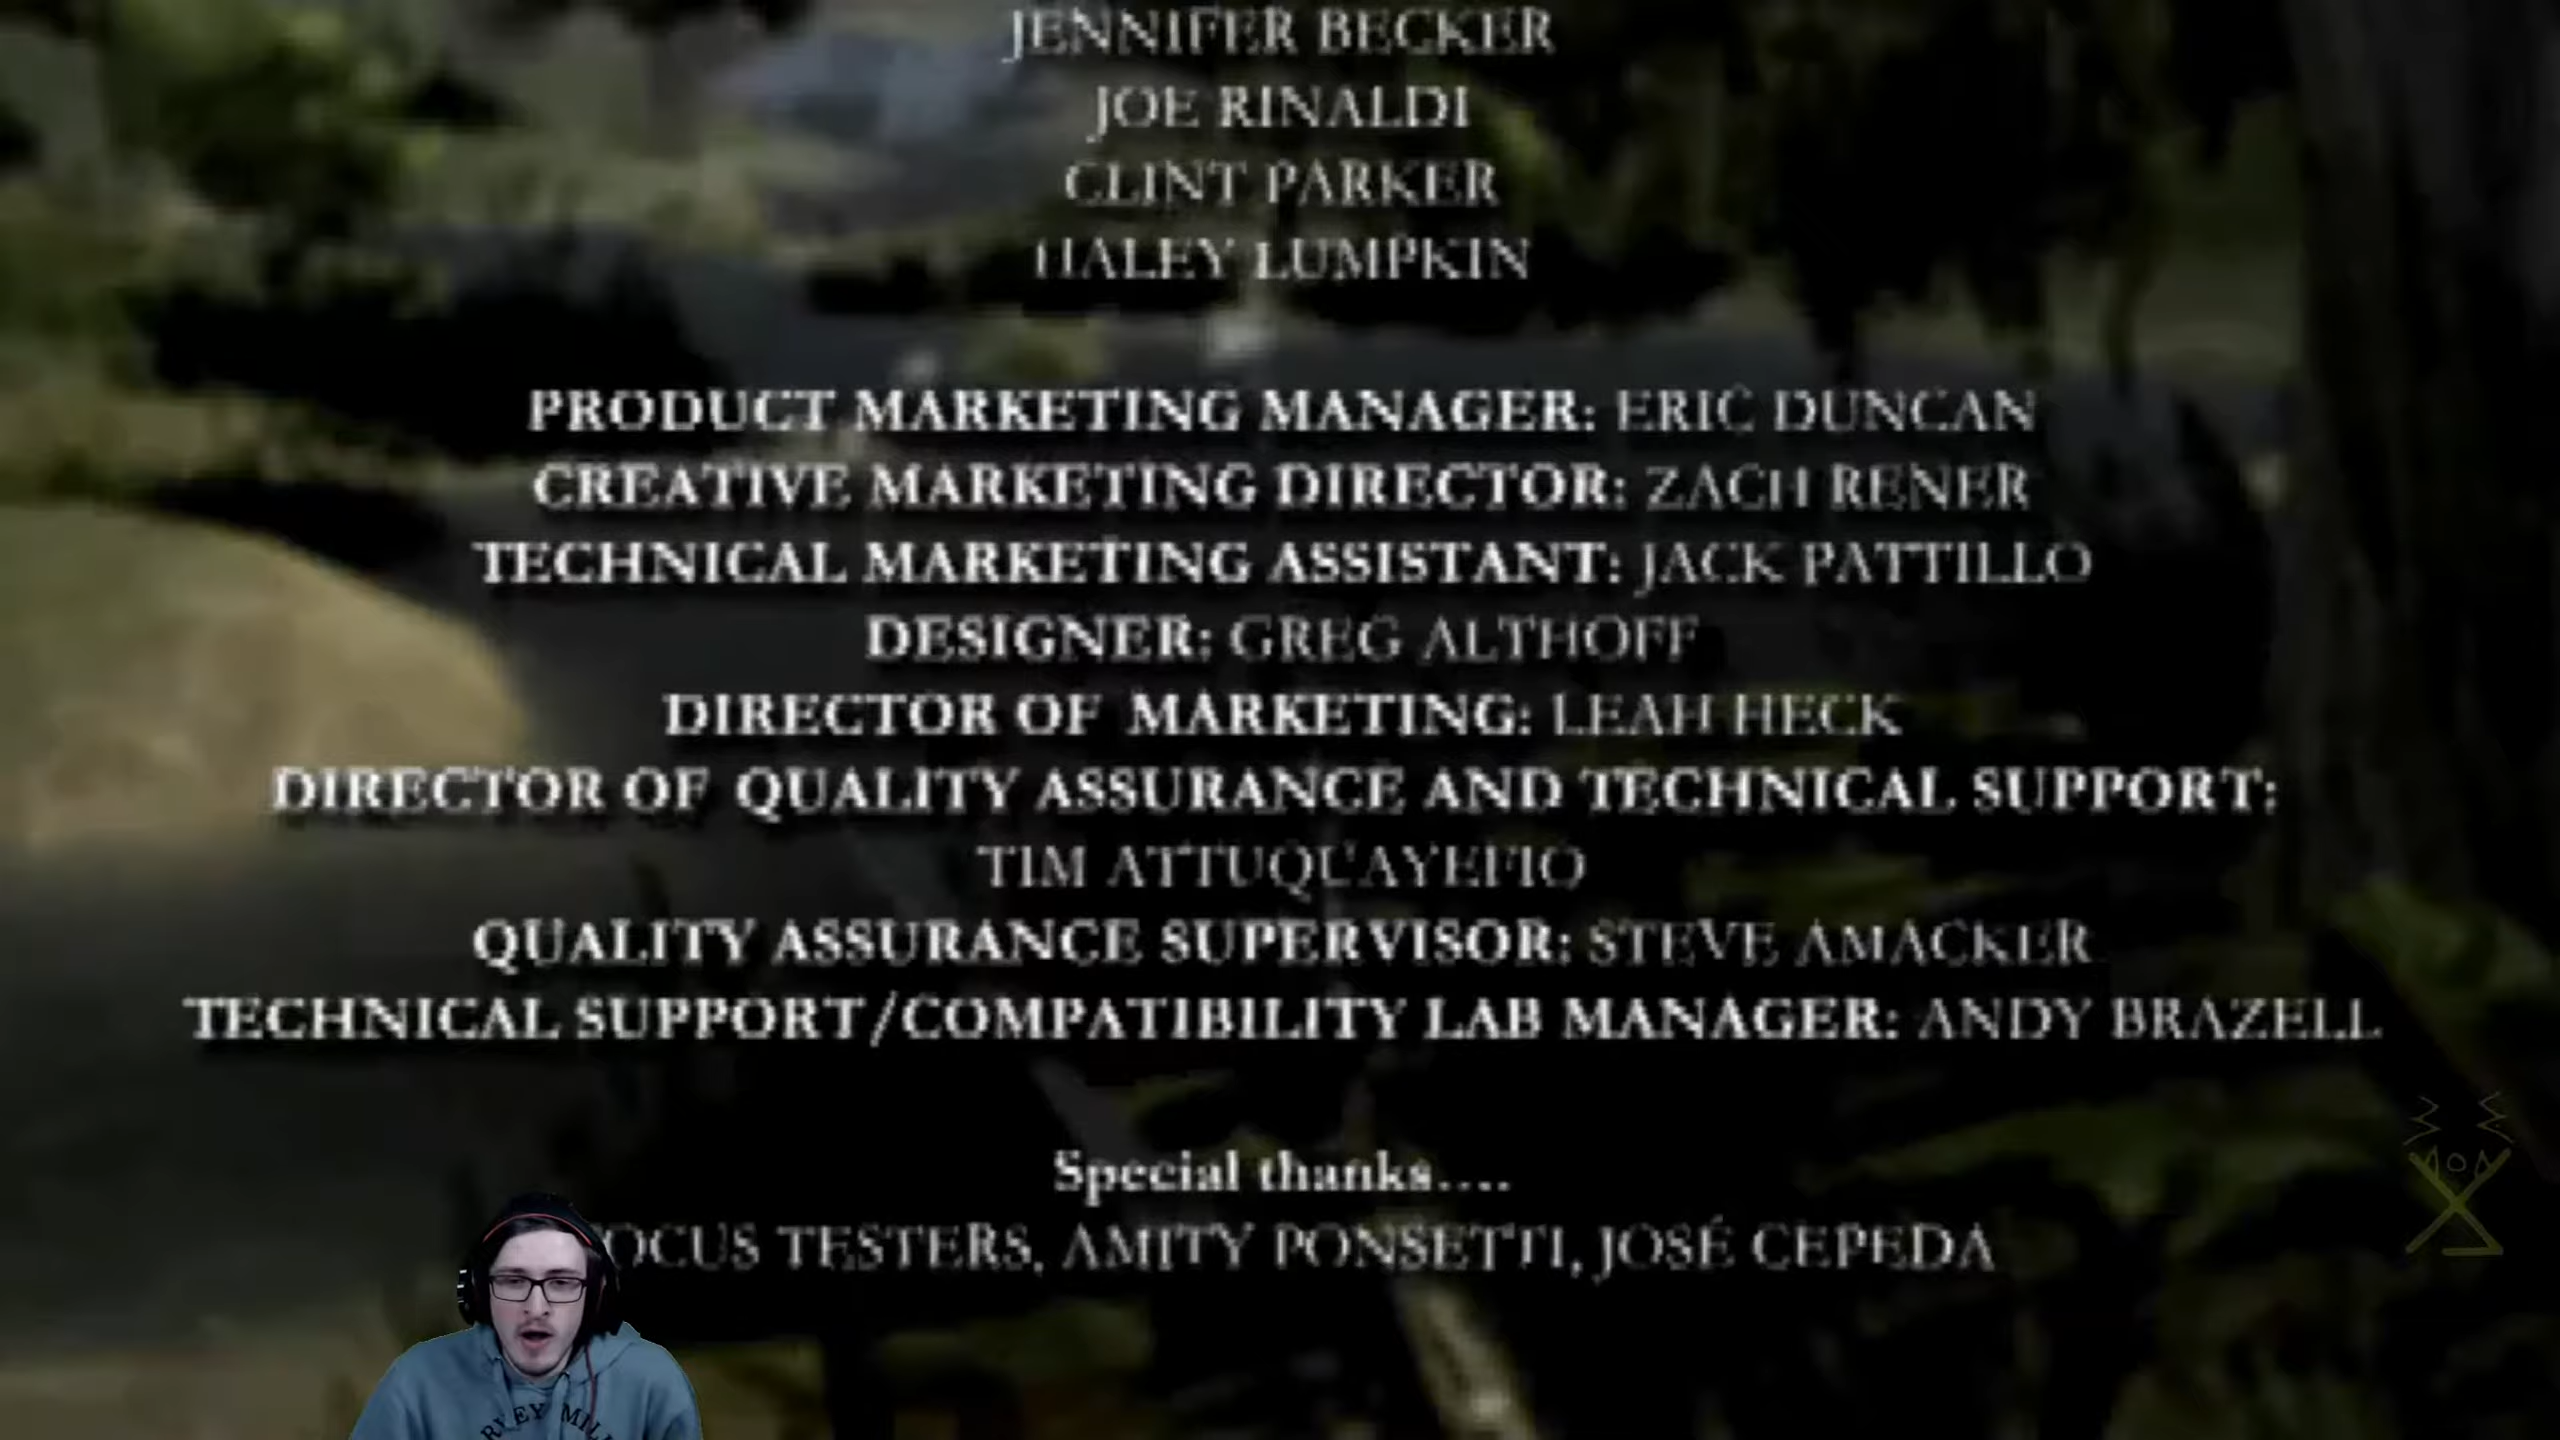 JENNIFER BECKER
JOE RINALDI
CLINT PARKER
HALEY LUMPKIN
PRODUCT MARKETING MANAGER: ERIC DUNCAN
CREATIVE MARKETING DIRECTOR: ZACH RENER
TECHNICAL MARKETING ASSISTANT: JACK PATTILLO
DESIGNER: GREG ALTHOFF
DIRECTOR OF MARKETING: LEAH HECK
DIRECTOR OF QUALITY ASSURANCE AND TECHNICAL SUPPORT:
TIM ATTUQUAYEFIO
QUALITY ASSURANCE SUPERVISOR: STEVE AMACKER
TECHNICAL SUPPORT/COMPATIBILITY LAB MANAGER: ANDY BRAZELL
Special thanks....
OCUS TESTERS, AMITY PONSETTI, JOSÉ CEPEDA
RVEY MIL